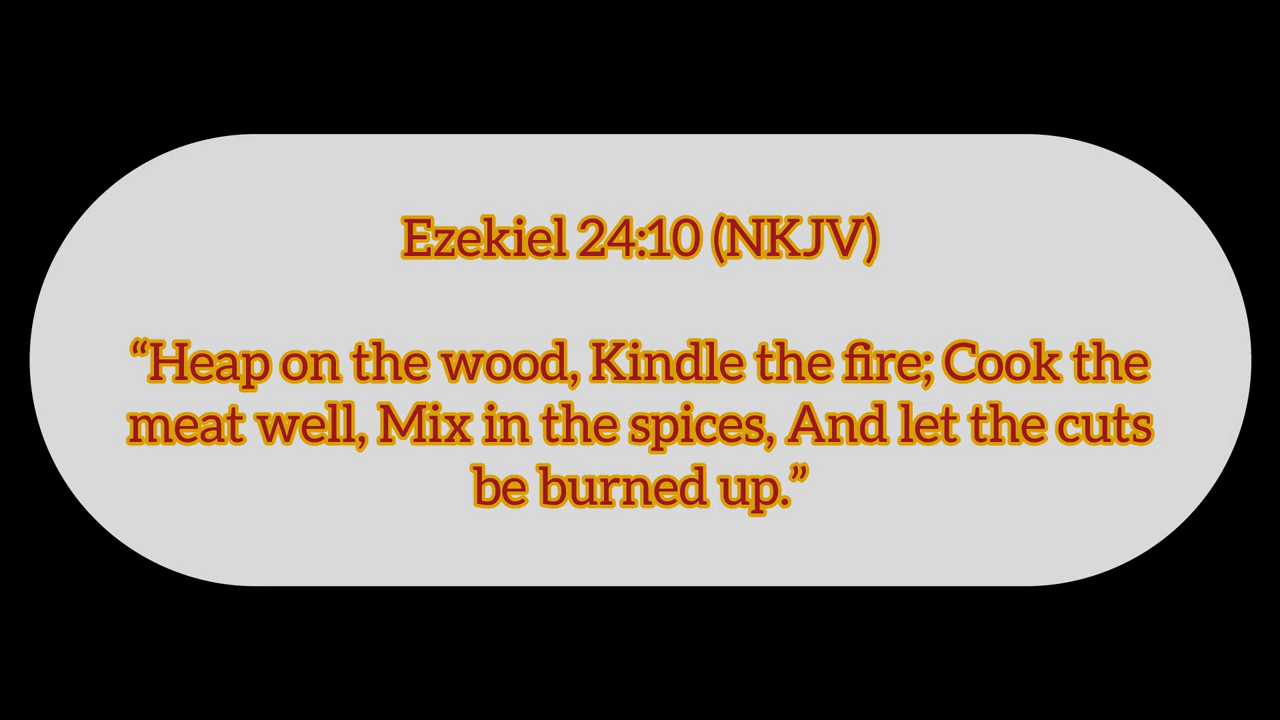 Ezekiel 24:10 (NKJV)
“Heap on the wood, Kindle the fire; Cook the
meat well, Mix in the spices, And let the cuts
be burned up.”